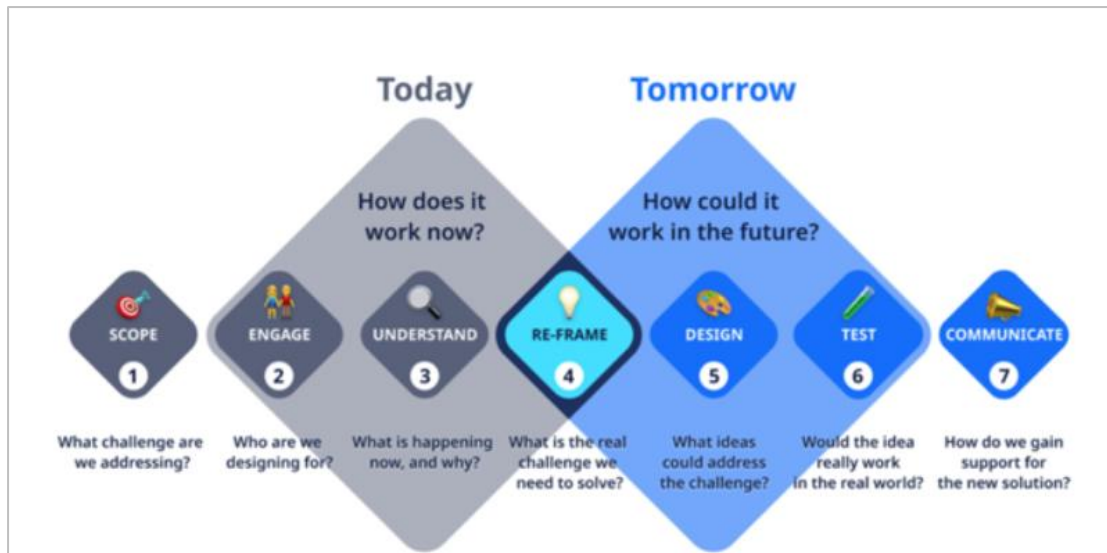 Today
Tomorrow
How does it
work now?
How could it
work in the future?
SCOPE
1
ENGAGE
2
UNDERSTAND
3
RE-FRAME
4
DESIGN
5
TEST
6
COMMUNICATE
7
What challenge are
we addressing?
Who are we
designing for?
What is happening
now, and why?
What is the real
challenge we
need to solve?
What ideas
could address
the challenge?
Would the idea
really work
in the real world?
How do we gain
support for
the new solution?